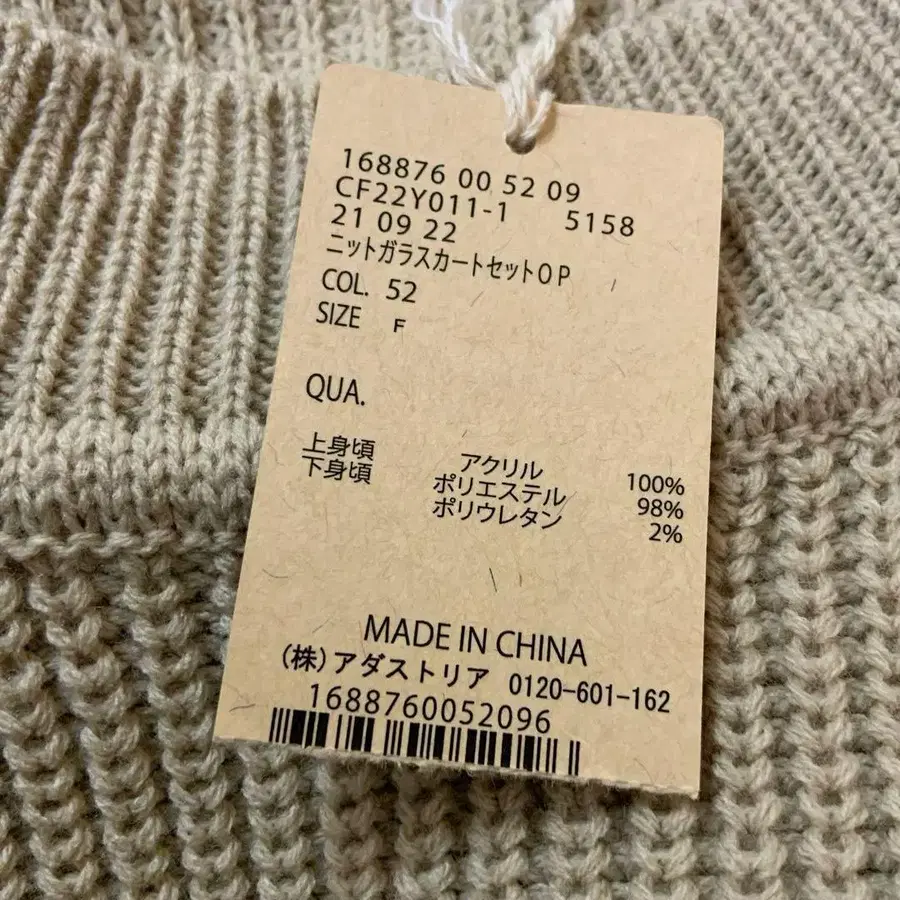 168876 00 52 09
CF22Y011-1 5158
21 09 22
ニットガラスカートセットOP
COL. 52
SIZE F
QUA.
上身頃 アクリル 100%
下身頃 ポリエステル 98%
ポリウレタン 2%
MADE IN CHINA
(株)アダストリア 0120-601-162
1688760052096